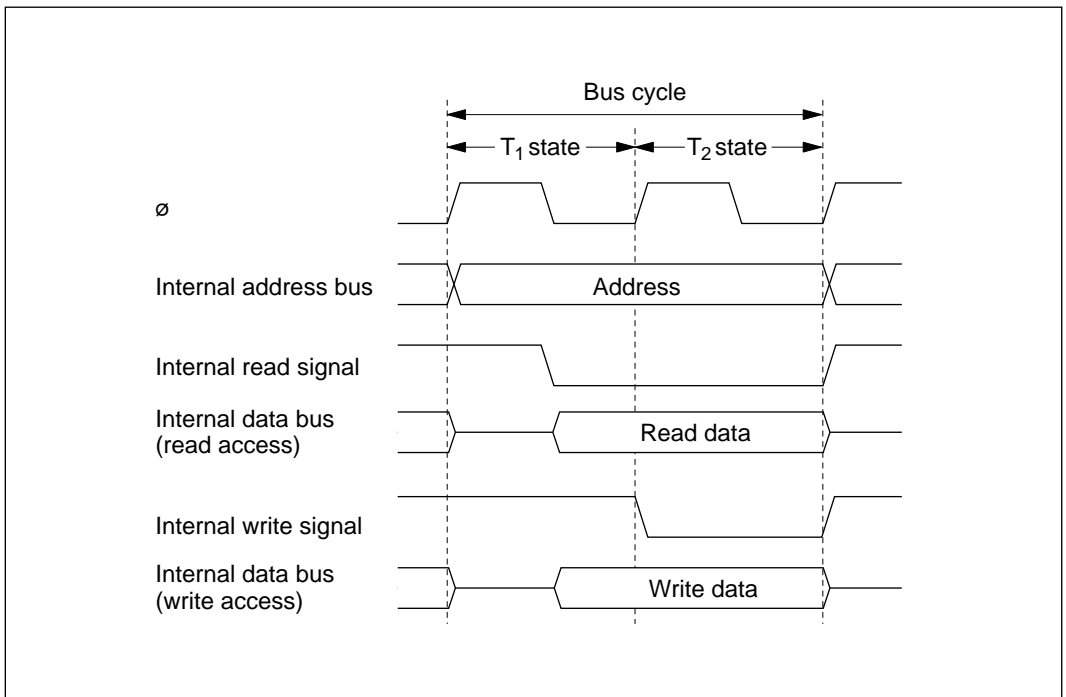 Bus cycle
T₁ state
T₂ state
ø
Internal address bus
Address
Internal read signal
Internal data bus
(read access)
Read data
Internal write signal
Internal data bus
(write access)
Write data